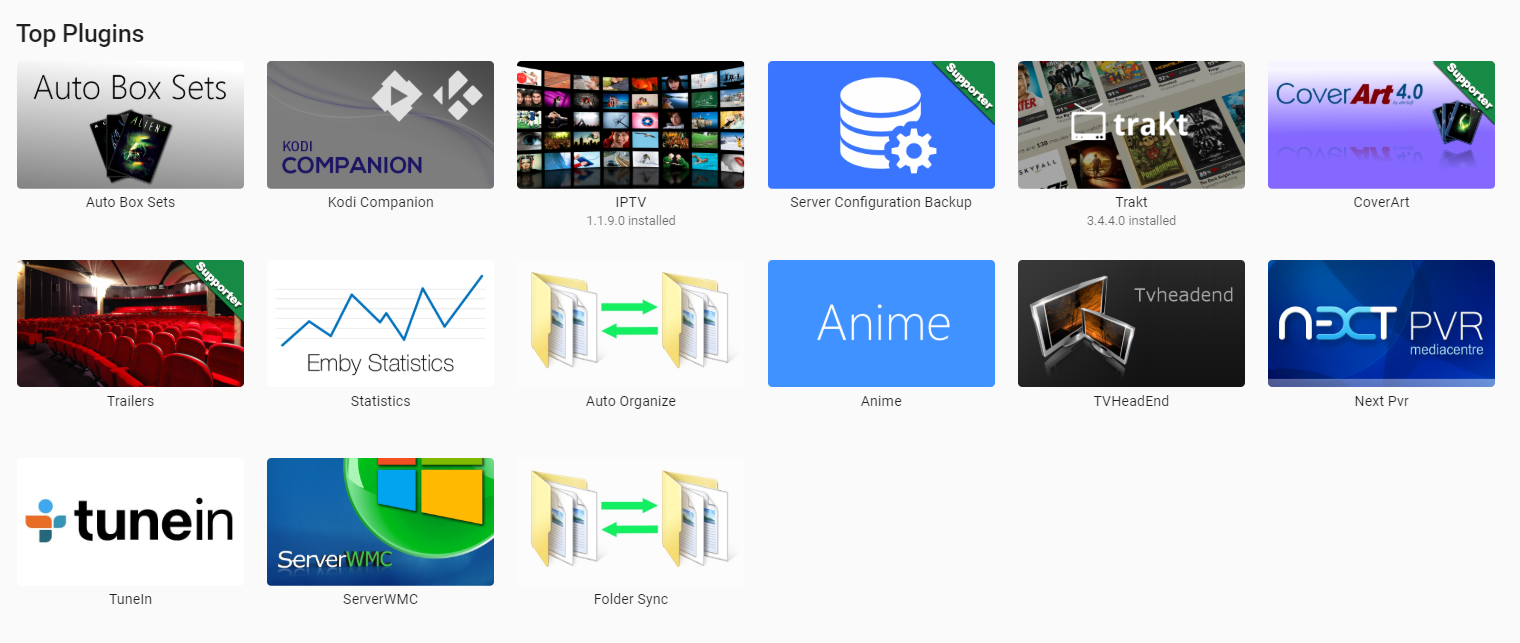 Top Plugins
Auto Box Sets
ALIENS
Auto Box Sets
KODI
COMPANION
Kodi Companion
IPTV
1.1.9.0 installed
Supporter
Server Configuration Backup
trakt
Trakt
3.4.4.0 installed
CoverArt 4.0
Supporter
CoverArt
Supporter
Trailers
Emby Statistics
Statistics
Auto Organize
Anime
Anime
Tvheadend
TVHeadEnd
NEXT PVR
mediacentre
Next Pvr
tunein
TuneIn
ServerWMC
ServerWMC
Folder Sync